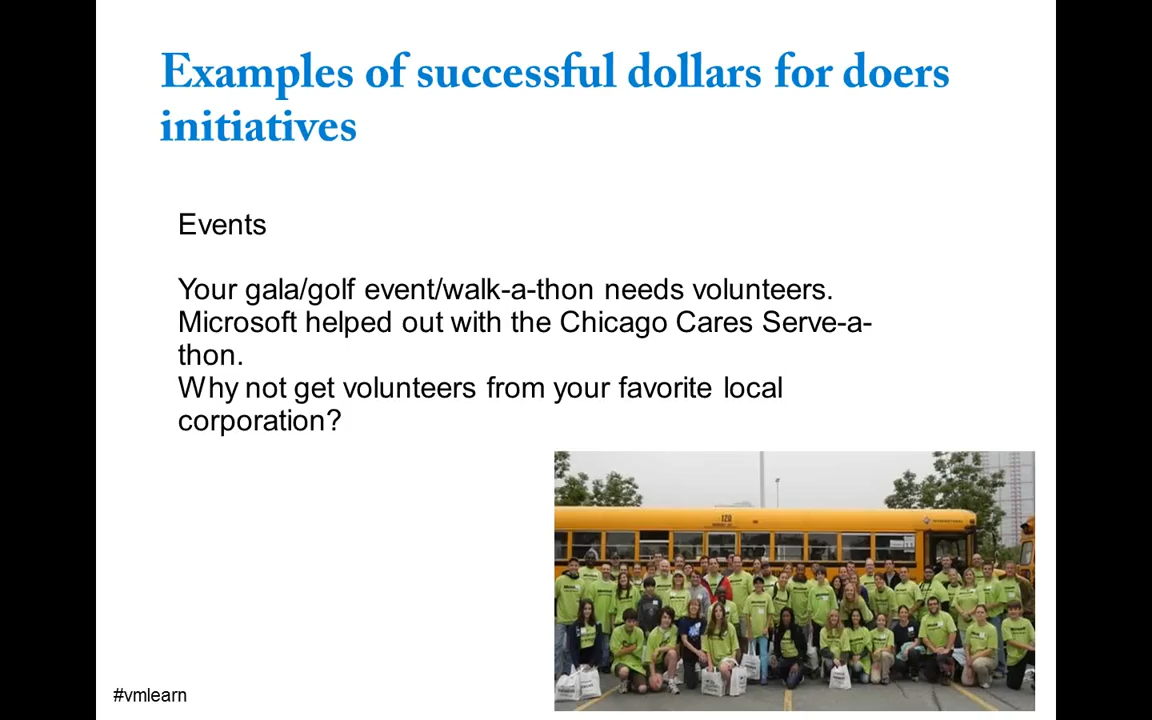 Examples of successful dollars for doers
initiatives
Events
Your gala/golf event/walk-a-thon needs volunteers.
Microsoft helped out with the Chicago Cares Serve-a-
thon.
Why not get volunteers from your favorite local
corporation?
120
#vmlearn